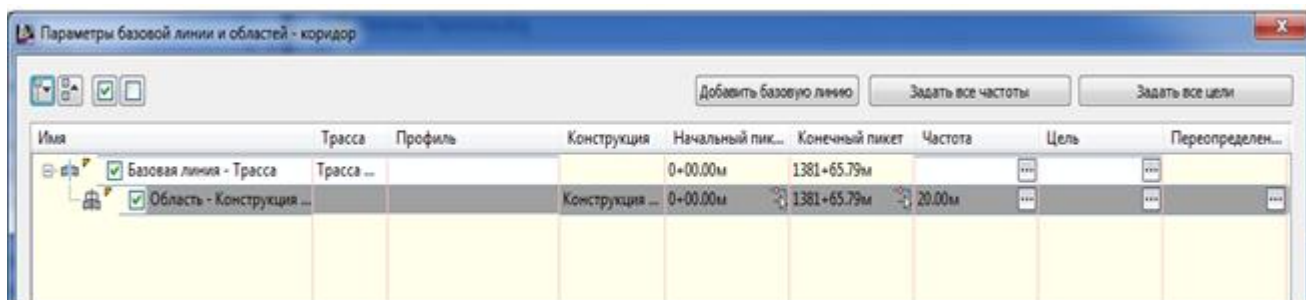 Параметры базовой линии и областей - коридор
Добавить базовую линию Задать все частоты Задать все цели
Имя Трасса Профиль Конструкция Начальный пик... Конечный пикет Частота Цель Переопределен...
Базовая линия - Трасса Трасса ... 0+00.00м 1381+65.79м
Область - Конструкция ... Конструкция ... 0+00.00м 1381+65.79м 20.00м